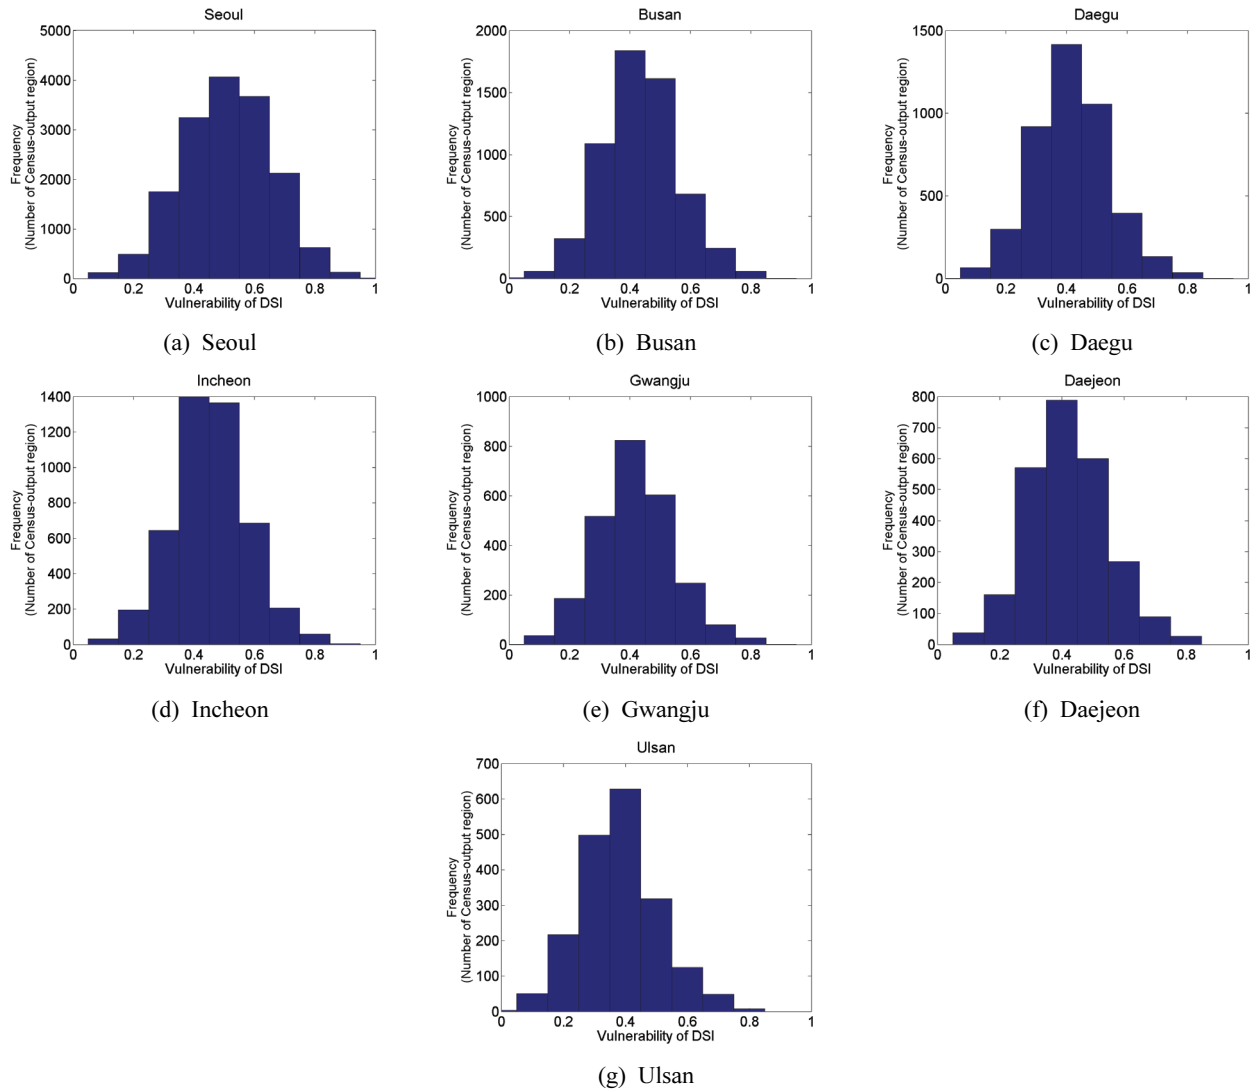 Seoul
5000
4000
3000
2000
1000
0
Frequency
(Number of Census-output region)
0 0.2 0.4 0.6 0.8 1
Vulnerability of DSI
(a) Seoul
Busan
2000
1500
1000
500
0
Frequency
(Number of Census-output region)
0 0.2 0.4 0.6 0.8 1
Vulnerability of DSI
(b) Busan
Daegu
1500
1000
500
0
Frequency
(Number of Census-output region)
0 0.2 0.4 0.6 0.8 1
Vulnerability of DSI
(c) Daegu
Incheon
1400
1200
1000
800
600
400
200
0
Frequency
(Number of Census-output region)
0 0.2 0.4 0.6 0.8 1
Vulnerability of DSI
(d) Incheon
Gwangju
1000
800
600
400
200
0
Frequency
(Number of Census-output region)
0 0.2 0.4 0.6 0.8 1
Vulnerability of DSI
(e) Gwangju
Daejeon
800
700
600
500
400
300
200
100
0
Frequency
(Number of Census-output region)
0 0.2 0.4 0.6 0.8 1
Vulnerability of DSI
(f) Daejeon
Ulsan
700
600
500
400
300
200
100
0
Frequency
(Number of Census-output region)
0 0.2 0.4 0.6 0.8 1
Vulnerability of DSI
(g) Ulsan